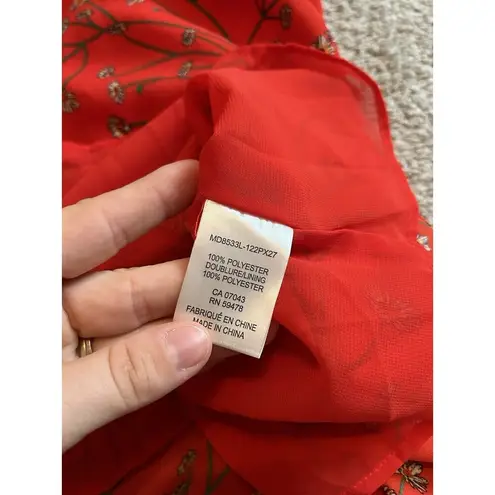 MD8533L-122PX27
100% POLYESTER
DOUBLURE/LINING
100% POLYESTER
CA 07043
RN 59478
FABRIQUÉ EN CHINE
MADE IN CHINA